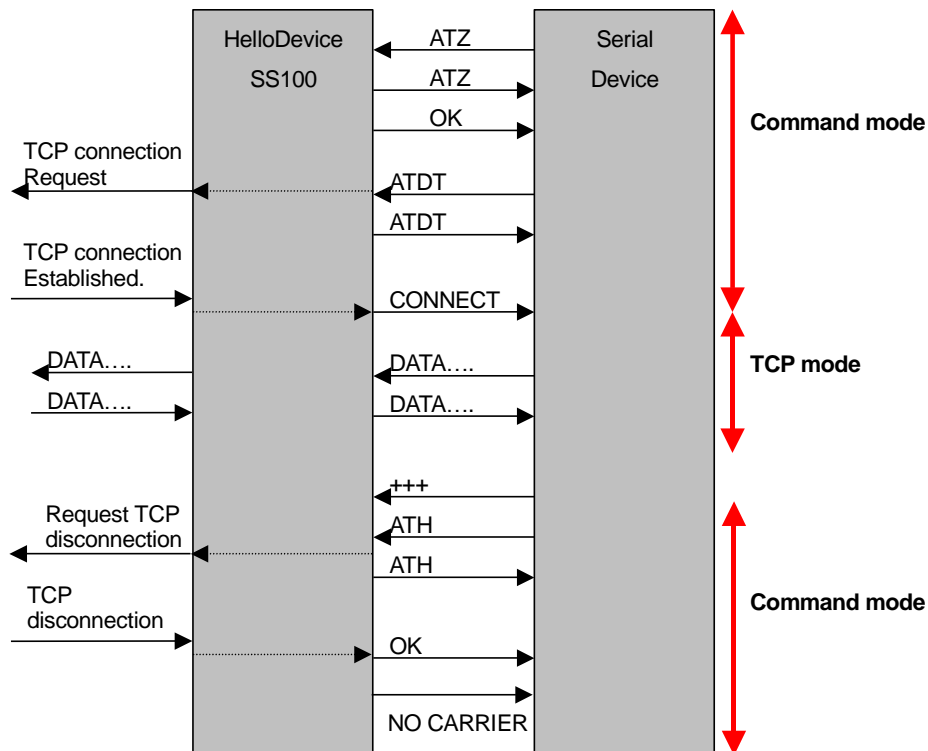 HelloDevice
SS100
Serial
Device
ATZ
ATZ
OK
Command mode
TCP connection
Request
ATDT
ATDT
TCP connection
Established.
CONNECT
DATA….
DATA….
TCP mode
DATA….
DATA….
+++
Request TCP
disconnection
ATH
ATH
TCP
disconnection
Command mode
OK
NO CARRIER